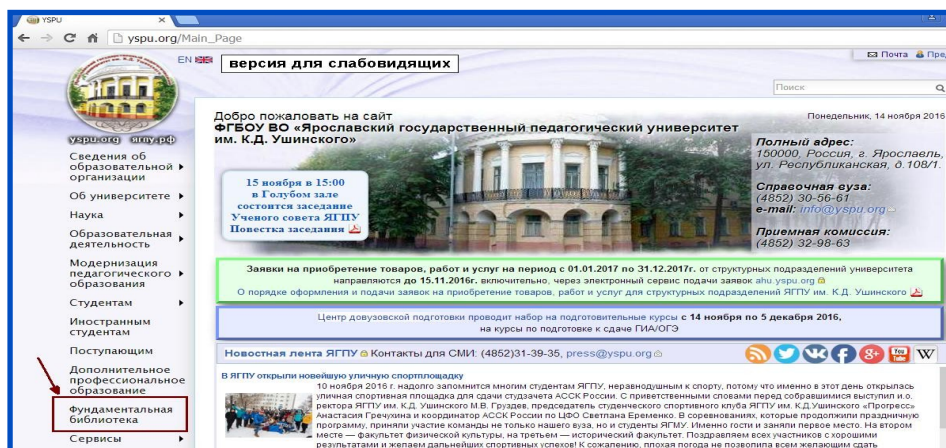 YSPU
yspu.org/Main_Page
EN
версия для слабовидящих
Почта
Поиск
yspu.org ягпу.рф
Добро пожаловать на сайт
ФГБОУ ВО «Ярославский государственный педагогический университет
им. К.Д. Ушинского»
Понедельник, 14 ноября 2016
Полный адрес:
150000, Россия, г. Ярославль,
ул. Республиканская, д.108/1.
Справочная вуза:
(4852) 30-56-61
e-mail: info@yspu.org
Приемная комиссия:
(4852) 32-98-63
15 ноября в 15:00
в Голубом зале
состоится заседание
Ученого совета ЯГПУ
Повестка заседания
Сведения об
образовательной
организации
Об университете
Наука
Образовательная
деятельность
Модернизация
педагогического
образования
Студентам
Иностранным
студентам
Поступающим
Дополнительное
профессиональное
образование
Фундаментальная
библиотека
Сервисы
Заявки на приобретение товаров, работ и услуг на период с 01.01.2017 по 31.12.2017г. от структурных подразделений университета
направляются до 15.11.2016г. включительно, через электронный сервис подачи заявок ahu.yspu.org
О порядке оформления и подачи заявок на приобретение товаров, работ и услуг для структурных подразделений ЯГПУ им. К.Д. Ушинского
Центр довузовской подготовки проводит набор на подготовительные курсы с 14 ноября по 5 декабря 2016,
на курсы по подготовке к сдаче ГИА/ОГЭ
Новостная лента ЯГПУ Контакты для СМИ: (4852)31-39-35, press@yspu.org
В ЯГПУ открыли новейшую уличную спортплощадку
10 ноября 2016 г. надолго запомнится многим студентам ЯГПУ, неравнодушным к спорту, потому что именно в этот день открылась
уличная спортивная площадка для сдачи студзачета АССК России. С приветственными словами перед собравшимися выступил и.о.
ректора ЯГПУ им. К.Д. Ушинского М.В. Груздев, председатель студенческого спортивного клуба ЯГПУ им. К.Д.Ушинского «Прогресс»
Анастасия Гречухина и координатор АССК России по ЦФО Светлана Еременко. В соревнованиях, которые продолжили праздничную
программу, приняли участие команды не только нашего вуза, но и студенты ЯГМУ. Именно гости и заняли первое место. На втором
месте — факультет физической культуры, на третьем — исторический факультет. Поздравляем всех участников с хорошими
результатами и желаем дальнейших спортивных успехов! К сожалению, плохая погода не позволила всем желающим сдать